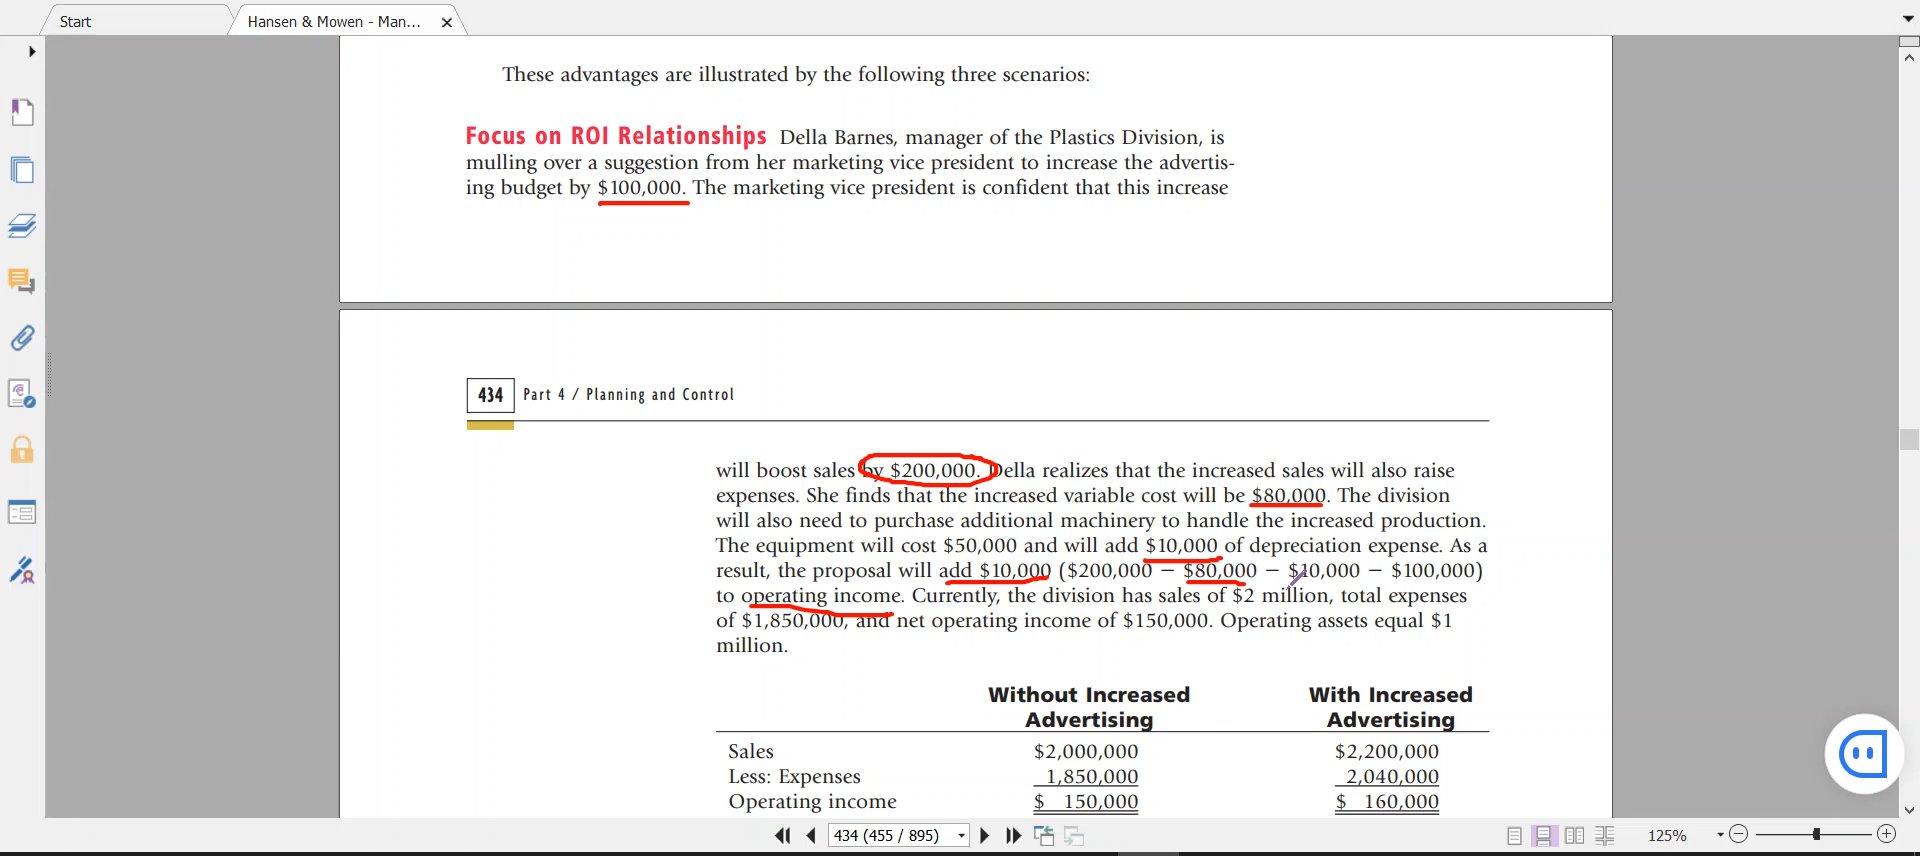 Start
Hansen & Mowen - Man...
These advantages are illustrated by the following three scenarios:
Focus on ROI Relationships Della Barnes, manager of the Plastics Division, is
mulling over a suggestion from her marketing vice president to increase the advertis-
ing budget by $100,000. The marketing vice president is confident that this increase
434 Part 4 / Planning and Control
will boost sales by $200,000. Della realizes that the increased sales will also raise
expenses. She finds that the increased variable cost will be $80,000. The division
will also need to purchase additional machinery to handle the increased production.
The equipment will cost $50,000 and will add $10,000 of depreciation expense. As a
result, the proposal will add $10,000 ($200,000 − $80,000 − $10,000 − $100,000)
to operating income. Currently, the division has sales of $2 million, total expenses
of $1,850,000, and net operating income of $150,000. Operating assets equal $1
million.
Without Increased With Increased
Advertising Advertising
Sales $2,000,000 $2,200,000
Less: Expenses 1,850,000 2,040,000
Operating income $ 150,000 $ 160,000
434 (455 / 895)
125%